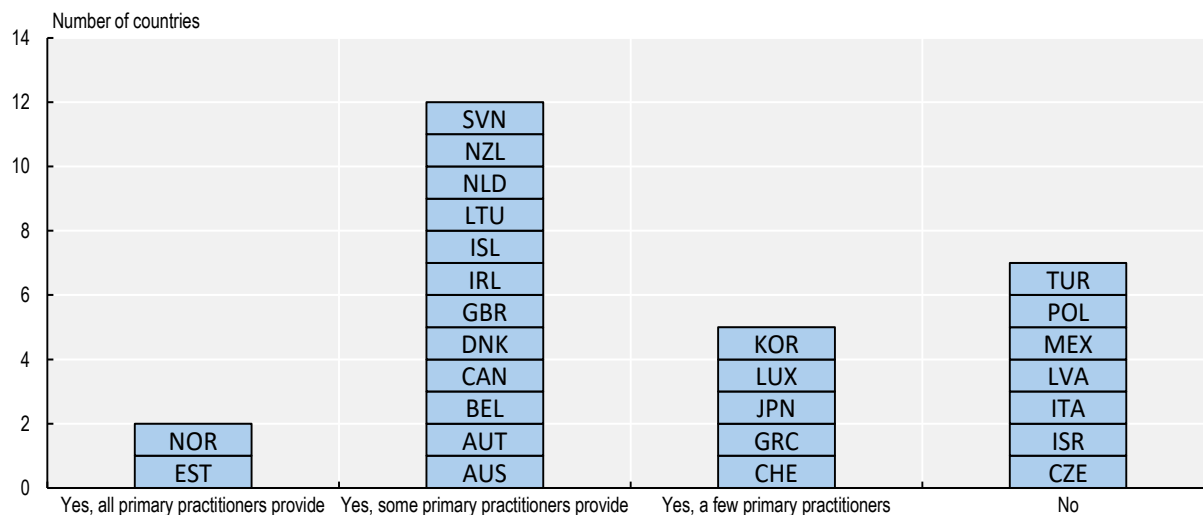 Number of countries
14
12
10
8
6
4
2
0
NOR
EST
SVN
NZL
NLD
LTU
ISL
IRL
GBR
DNK
CAN
BEL
AUT
AUS
KOR
LUX
JPN
GRC
CHE
TUR
POL
MEX
LVA
ITA
ISR
CZE
Yes, all primary practitioners provide
Yes, some primary practitioners provide
Yes, a few primary practitioners
No